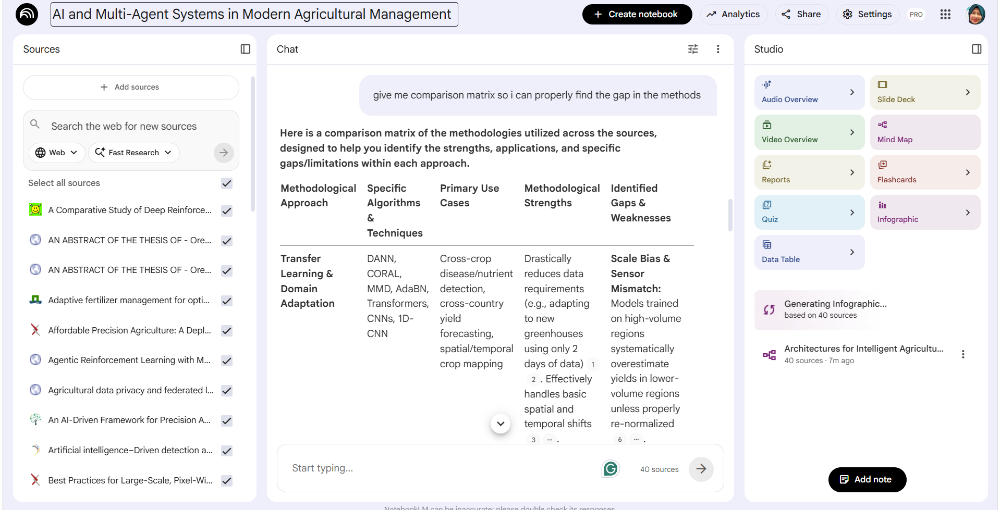 AI and Multi-Agent Systems in Modern Agricultural Management
Create notebook
Analytics
Share
Settings
PRO
Sources
Add sources
Search the web for new sources
Web
Fast Research
Select all sources
A Comparative Study of Deep Reinforce...
AN ABSTRACT OF THE THESIS OF - Ore...
AN ABSTRACT OF THE THESIS OF - Ore...
Adaptive fertilizer management for opti...
Affordable Precision Agriculture: A Depl...
Agentic Reinforcement Learning with M...
Agricultural data privacy and federated l...
An AI-Driven Framework for Precision A...
Artificial intelligence–Driven detection a...
Best Practices for Large-Scale, Pixel-Wi...
Chat
give me comparison matrix so i can properly find the gap in the methods
Here is a comparison matrix of the methodologies utilized across the sources,
designed to help you identify the strengths, applications, and specific
gaps/limitations within each approach.
Methodological
Approach
Specific
Algorithms
&
Techniques
Primary Use
Cases
Methodological
Strengths
Identified
Gaps &
Weaknesses
Transfer
Learning &
Domain
Adaptation
DANN,
CORAL,
MMD, AdaBN,
Transformers,
CNNs, 1D-
CNN
Cross-crop
disease/nutrient
detection,
cross-country
yield
forecasting,
spatial/temporal
crop mapping
Drastically
reduces data
requirements
(e.g., adapting
to new
greenhouses
using only 2
days of data) 1
2 . Effectively
handles basic
spatial and
temporal shifts
3 ... .
Scale Bias &
Sensor
Mismatch:
Models trained
on high-volume
regions
systematically
overestimate
yields in lower-
volume regions
unless properly
re-normalized
6 ... .
Start typing...
40 sources
NotebookLM can be inaccurate; please double check its responses.
Studio
Audio Overview
Slide Deck
Video Overview
Mind Map
Reports
Flashcards
Quiz
Infographic
Data Table
Generating Infographic...
based on 40 sources
Architectures for Intelligent Agricultu...
40 sources · 7m ago
Add note